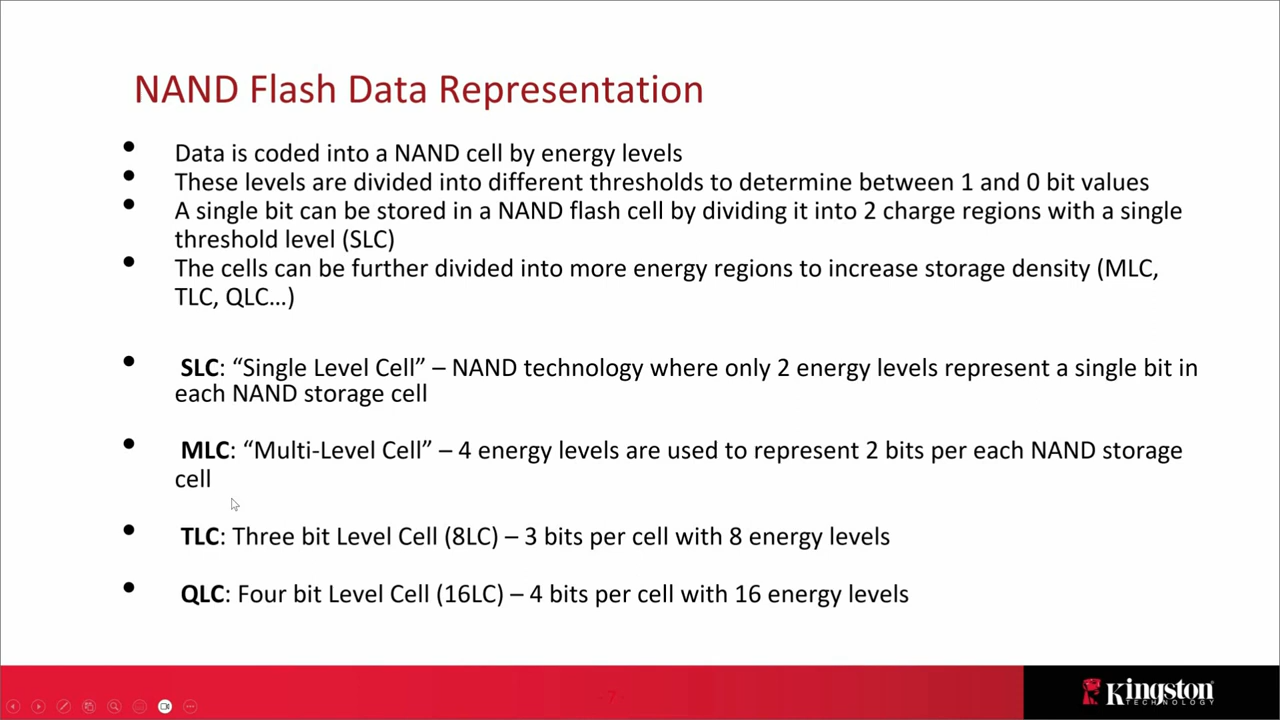 NAND Flash Data Representation
• Data is coded into a NAND cell by energy levels
• These levels are divided into different thresholds to determine between 1 and 0 bit values
• A single bit can be stored in a NAND flash cell by dividing it into 2 charge regions with a single
threshold level (SLC)
• The cells can be further divided into more energy regions to increase storage density (MLC,
TLC, QLC…)
• SLC: “Single Level Cell” – NAND technology where only 2 energy levels represent a single bit in
each NAND storage cell
• MLC: “Multi-Level Cell” – 4 energy levels are used to represent 2 bits per each NAND storage
cell
• TLC: Three bit Level Cell (8LC) – 3 bits per cell with 8 energy levels
• QLC: Four bit Level Cell (16LC) – 4 bits per cell with 16 energy levels
- 7 -
Kingston
TECHNOLOGY